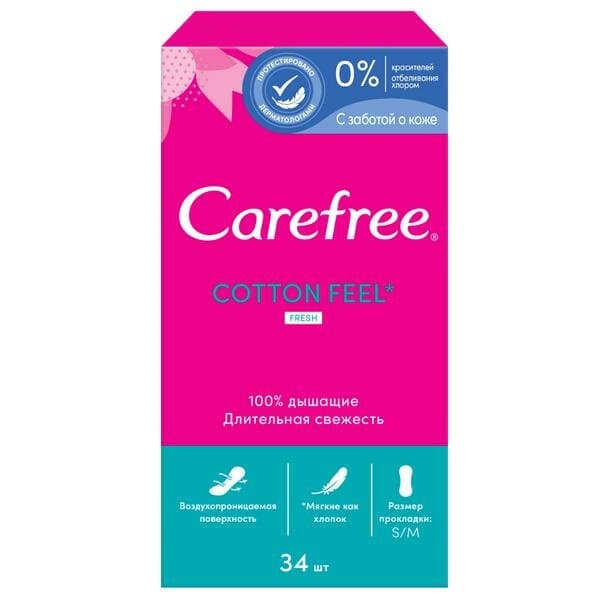 ПРОТЕСТИРОВАНО
ДЕРМАТОЛОГАМИ
0%
красителей
отбеливания
хлором
С заботой о коже
Carefree®
COTTON FEEL*
FRESH
100% дышащие
Длительная свежесть
Воздухопроницаемая
поверхность
*Мягкие как
хлопок
Размер
прокладки:
S/M
34 шт